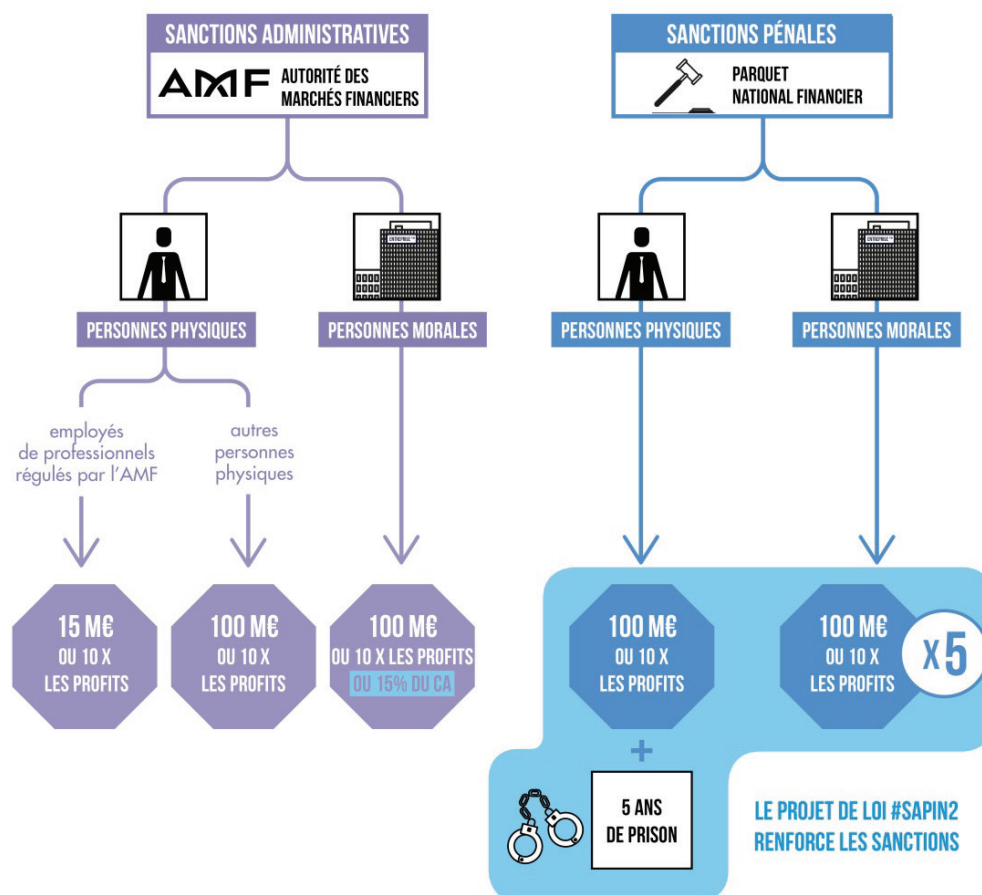 SANCTIONS ADMINISTRATIVES
AMF
AUTORITÉ DES
MARCHÉS FINANCIERS
PERSONNES PHYSIQUES
ENTREPRISE
PERSONNES MORALES
employés
de professionnels
régulés par l'AMF
autres
personnes
physiques
15 M€
OU 10 X
LES PROFITS
100 M€
OU 10 X
LES PROFITS
100 M€
OU 10 X LES PROFITS
OU 15% DU CA
SANCTIONS PÉNALES
PARQUET
NATIONAL FINANCIER
PERSONNES PHYSIQUES
ENTREPRISE
PERSONNES MORALES
100 M€
OU 10 X
LES PROFITS
+
5 ANS
DE PRISON
100 M€
OU 10 X
LES PROFITS
X5
LE PROJET DE LOI #SAPIN2
RENFORCE LES SANCTIONS